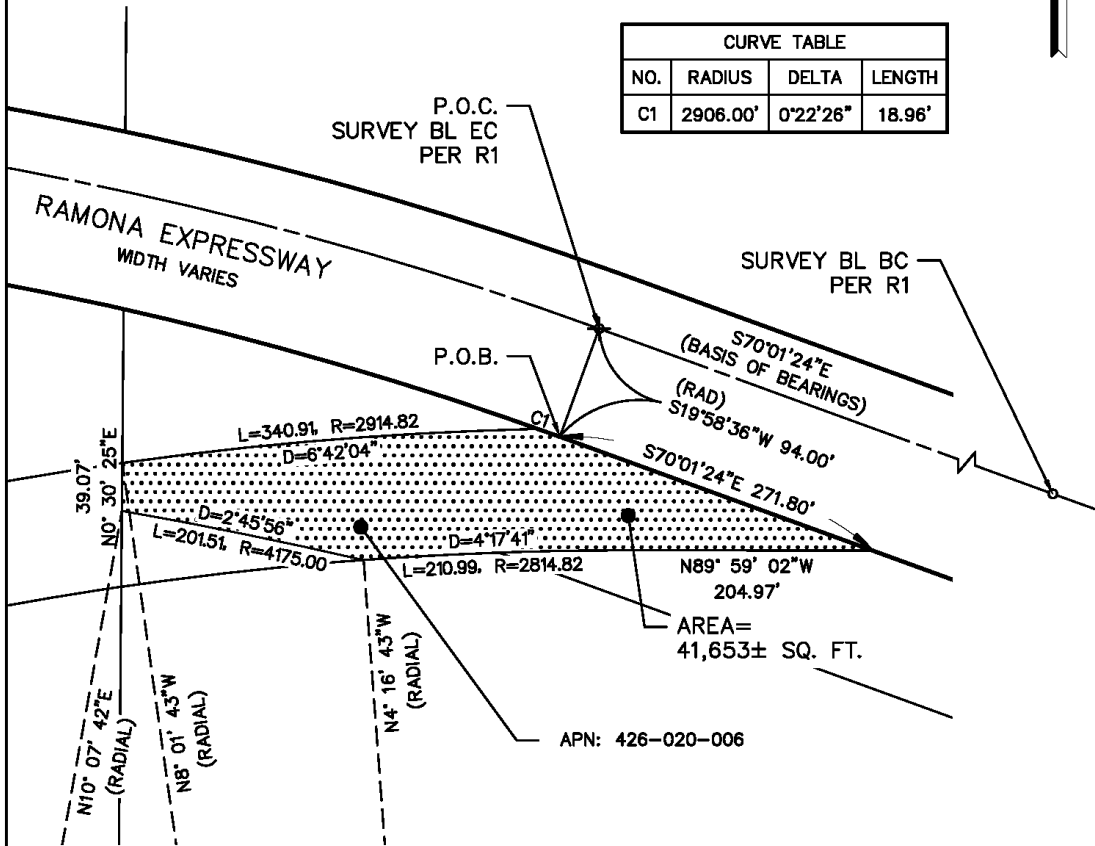 CURVE TABLE
NO. RADIUS DELTA LENGTH
C1 2906.00' 0°22'26" 18.96'
P.O.C.
SURVEY BL EC
PER R1
RAMONA EXPRESSWAY
WIDTH VARIES
SURVEY BL BC
PER R1
S70°01'24"E
(BASIS OF BEARINGS)
P.O.B.
(RAD)
S19°58'36"W 94.00'
C1
L=340.91, R=2914.82
D=6°42'04"
S70°01'24"E 271.80'
39.07'
N0° 30' 25"E
D=2°45'56"
L=201.51, R=4175.00
D=4°17'41"
L=210.99, R=2814.82
N89° 59' 02"W
204.97'
AREA=
41,653± SQ. FT.
N10° 07' 42"E
(RADIAL)
N8° 01' 43"W
(RADIAL)
N4° 16' 43"W
(RADIAL)
APN: 426-020-006